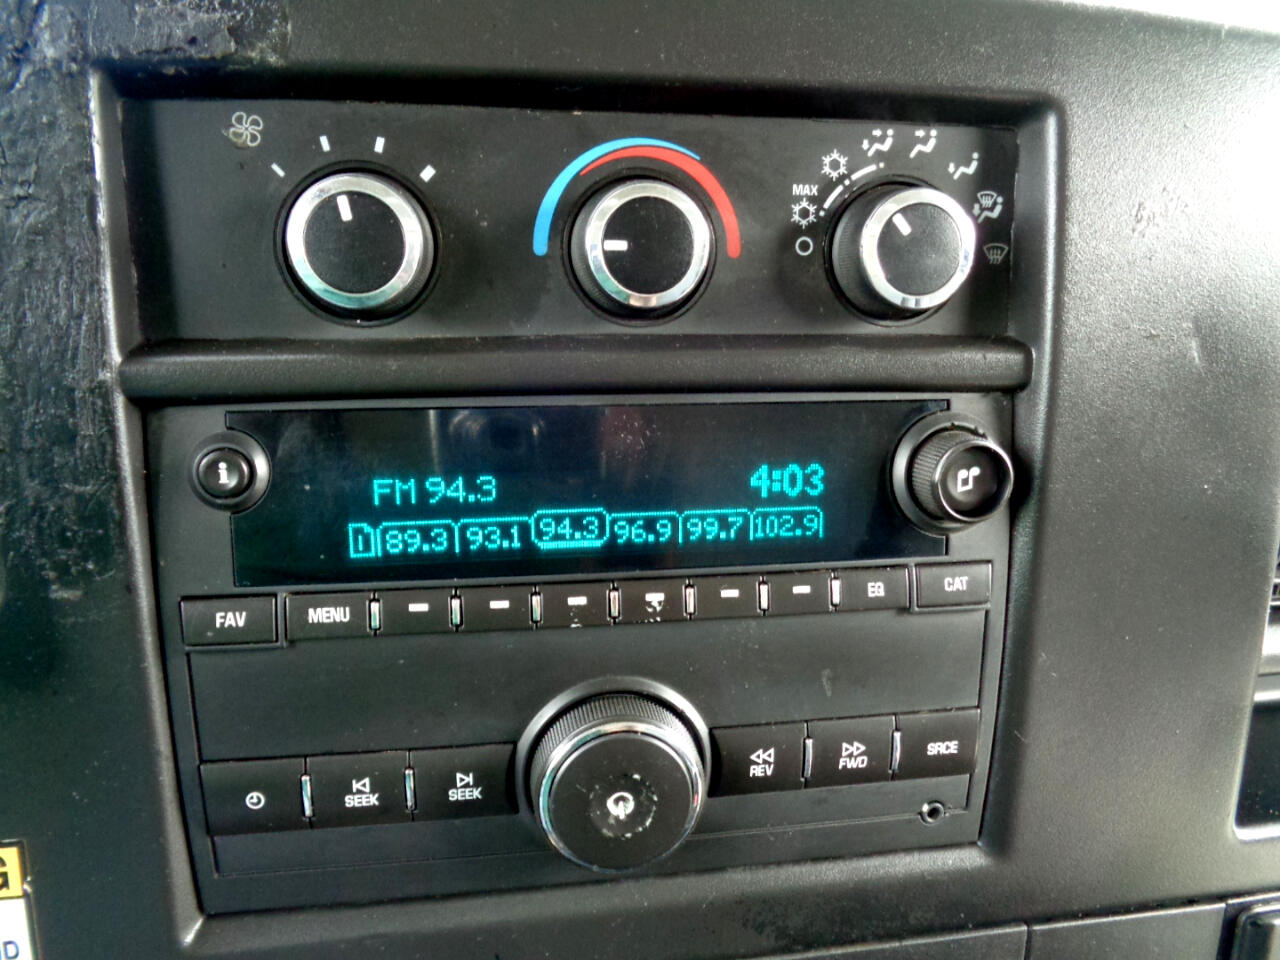 MAX
i
FM 94.3 4:03
D 89.3 93.1 94.3 96.9 99.7 102.9
FAV MENU EQ CAT
SEEK SEEK REV FWD SRCE
G
ND